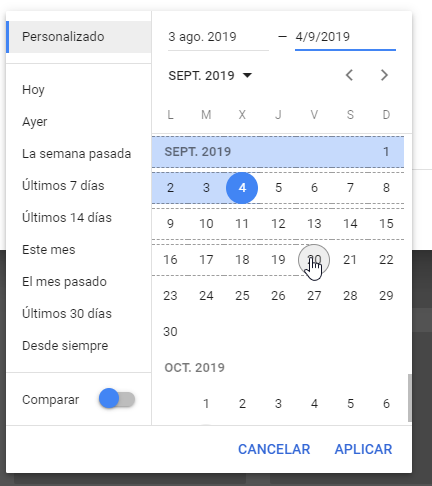 Personalizado
Hoy
Ayer
La semana pasada
Últimos 7 días
Últimos 14 días
Este mes
El mes pasado
Últimos 30 días
Desde siempre
Comparar
3 ago. 2019 — 4/9/2019
SEPT. 2019
L M X J V S D
SEPT. 2019 1
2 3 4 5 6 7 8
9 10 11 12 13 14 15
16 17 18 19 20 21 22
23 24 25 26 27 28 29
30
OCT. 2019
1 2 3 4 5 6
CANCELAR APLICAR